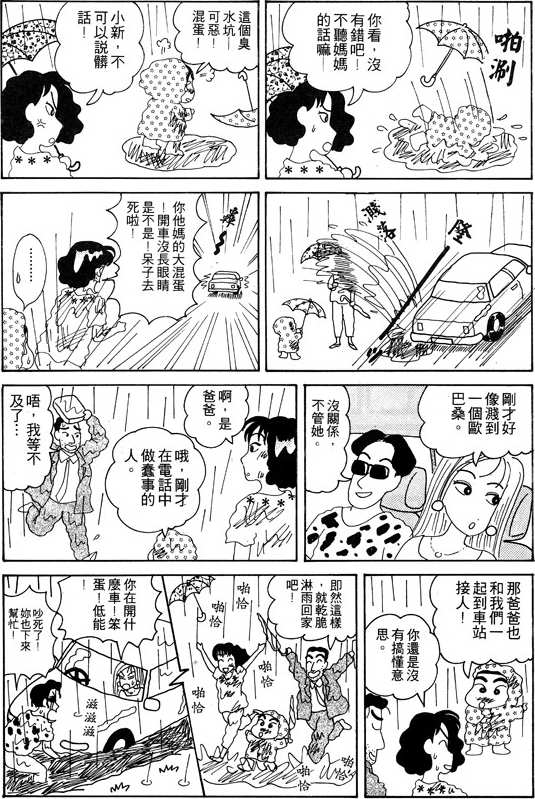 啪
涮
你看，沒
有錯吧！
不聽媽媽
的話嘛。
這個臭
水坑！
可惡！
混蛋！
小新，不
可以說髒
話！
隆
濺
落
嘩
你他媽的大混蛋
！開車沒長眼睛
是不是！呆子去
死啦！
………
剛才好
像濺到
一個歐
巴桑。
沒關係，
不管她。
啊，是
爸爸。
哦，剛才
在電話中
做蠢事的
人。
唔，我等不
及了…
那爸爸也
和我們一
起到車站
接人！
你還是沒
有搞懂意
思。
即然這樣
，就乾脆
淋雨回家
吧！
啪
恰
啪
恰
啪
恰
啪
恰
你在開什
麼車！笨
蛋！低能
吵死了！
妳也下來
幫忙！
滋
滋
滋